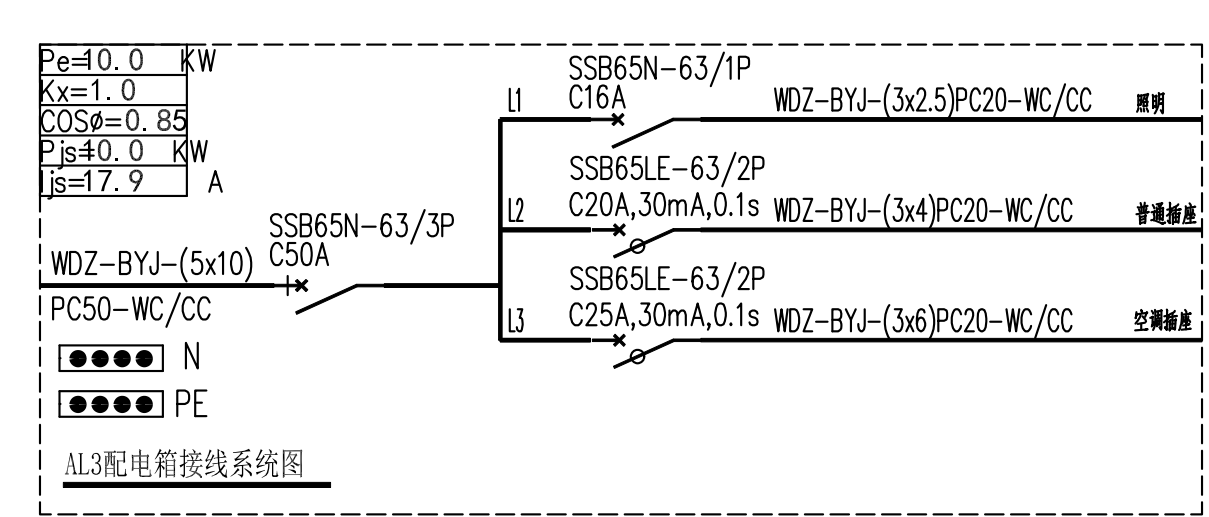 Pe=10.0 KW
Kx=1.0
COSø=0.85
Pjs=10.0 KW
Ijs=17.9 A
SSB65N-63/3P
C50A
WDZ-BYJ-(5x10)
PC50-WC/CC
N
PE
AL3配电箱接线系统图
SSB65N-63/1P
L1 C16A WDZ-BYJ-(3x2.5)PC20-WC/CC 照明
SSB65LE-63/2P
L2 C20A,30mA,0.1s WDZ-BYJ-(3x4)PC20-WC/CC 普通插座
SSB65LE-63/2P
L3 C25A,30mA,0.1s WDZ-BYJ-(3x6)PC20-WC/CC 空调插座